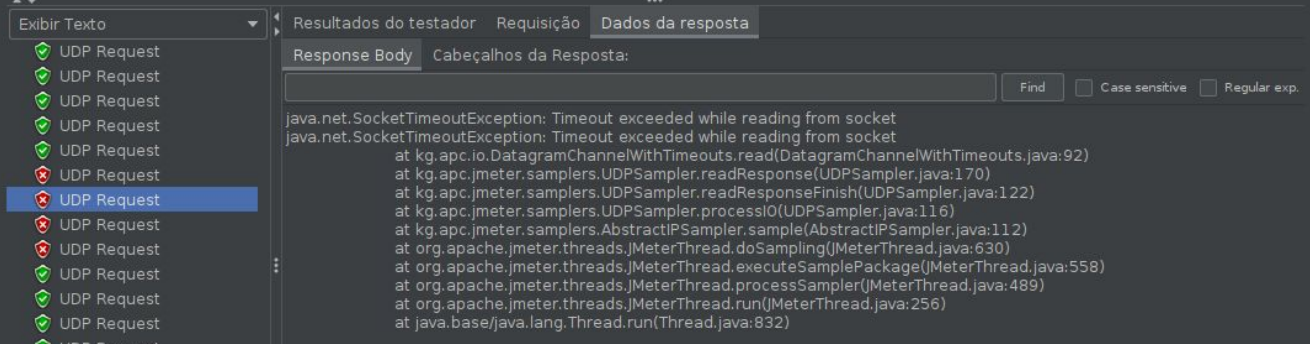 Exibir Texto
UDP Request
UDP Request
UDP Request
UDP Request
UDP Request
UDP Request
UDP Request
UDP Request
UDP Request
UDP Request
UDP Request
UDP Request
Resultados do testador Requisição Dados da resposta
Response Body Cabeçalhos da Resposta:
Find Case sensitive Regular exp.
java.net.SocketTimeoutException: Timeout exceeded while reading from socket
java.net.SocketTimeoutException: Timeout exceeded while reading from socket
at kg.apc.io.DatagramChannelWithTimeouts.read(DatagramChannelWithTimeouts.java:92)
at kg.apc.jmeter.samplers.UDPSampler.readResponse(UDPSampler.java:170)
at kg.apc.jmeter.samplers.UDPSampler.readResponseFinish(UDPSampler.java:122)
at kg.apc.jmeter.samplers.UDPSampler.processIO(UDPSampler.java:116)
at kg.apc.jmeter.samplers.AbstractIPSampler.sample(AbstractIPSampler.java:112)
at org.apache.jmeter.threads.JMeterThread.doSampling(JMeterThread.java:630)
at org.apache.jmeter.threads.JMeterThread.executeSamplePackage(JMeterThread.java:558)
at org.apache.jmeter.threads.JMeterThread.processSampler(JMeterThread.java:489)
at org.apache.jmeter.threads.JMeterThread.run(JMeterThread.java:256)
at java.base/java.lang.Thread.run(Thread.java:832)